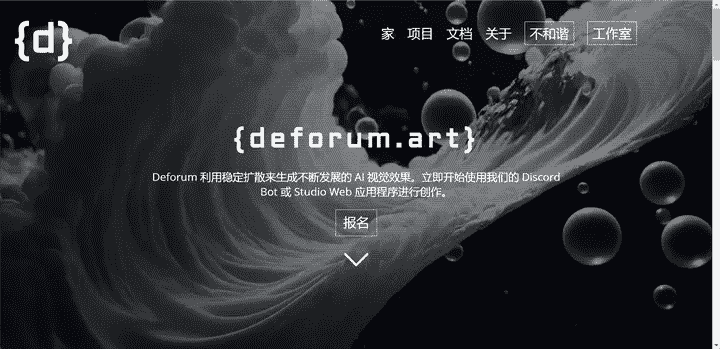 {d}
家 项目 文档 关于 不和谐 工作室
{deforum.art}
Deforum 利用稳定扩散来生成不断发展的 AI 视觉效果。立即开始使用我们的 Discord
Bot 或 Studio Web 应用程序进行创作。
报名